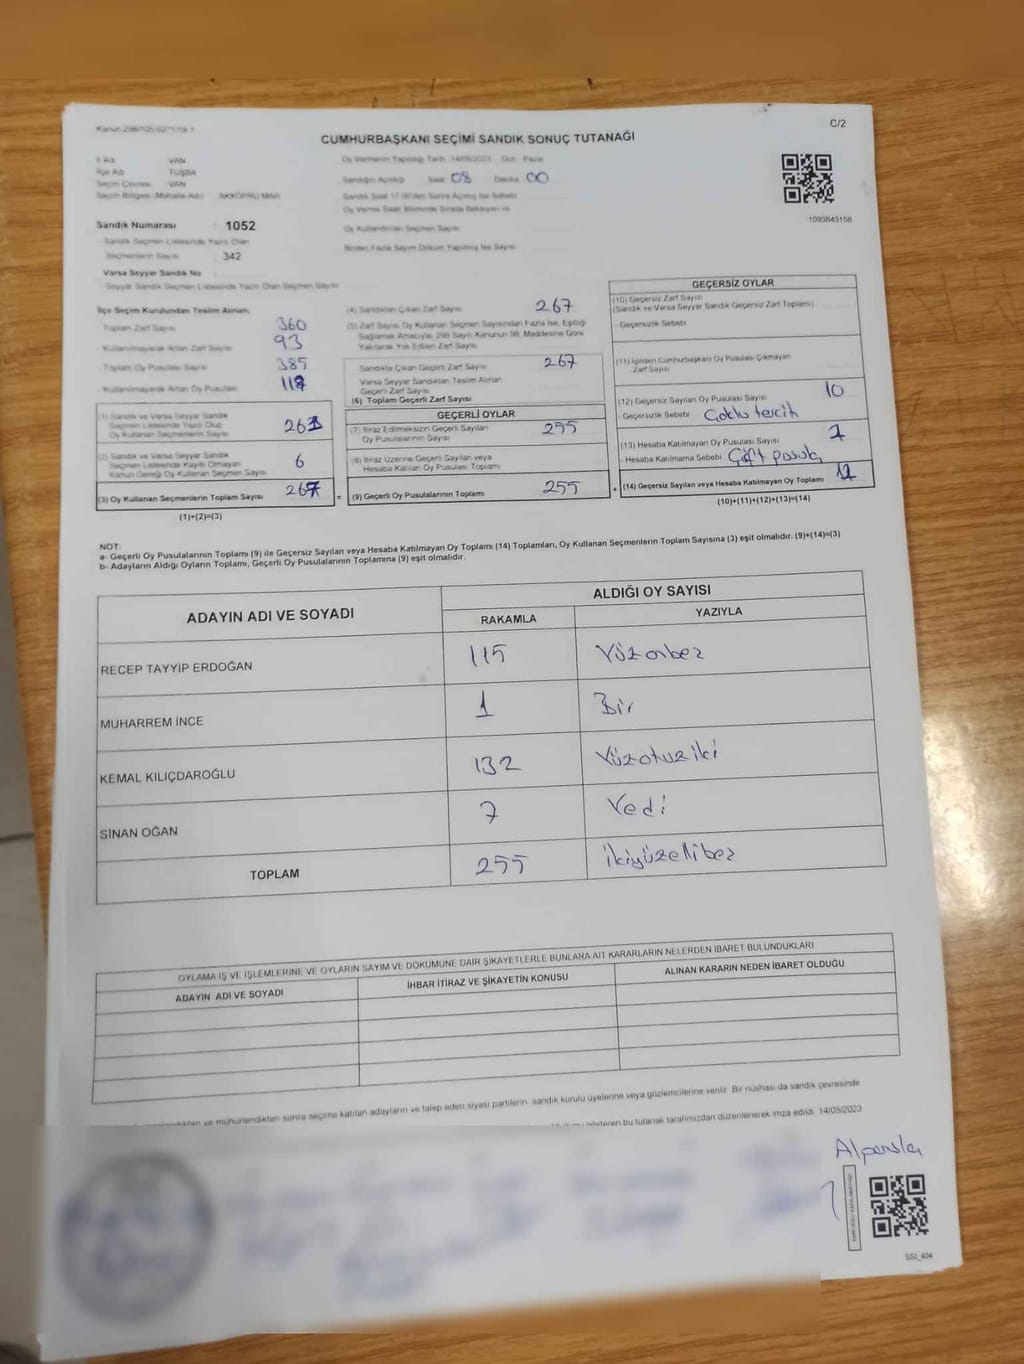 Kanun:298/105;6271/19-7
C/2
CUMHURBAŞKANI SEÇİMİ SANDIK SONUÇ TUTANAĞI
İl Adı VAN
İlçe Adı TUŞBA
Seçim Çevresi VAN
Seçim Bölgesi (Mahalle Adı) AKKÖPRÜ MAH
Sandık Numarası : 1052
Sandık Seçmen Listesinde Yazılı Olan
Seçmenlerin Sayısı 342
Varsa Seyyar Sandık No
Seyyar Sandık Seçmen Listesinde Yazılı Olan Seçmen Sayısı
Oy Vermenin Yapıldığı Tarih 14/05/2023 Gün Pazar
Sandığın Açıldığı Saat 08 Dakika 00
Sandık Saat 17.00'den Sonra Açılmış İse Sebebi
Oy Verme Saati Bitiminde Sırada Bekleyen ve
Oy Kullandırılan Seçmen Sayısı
Birden Fazla Sayım Döküm Yapılmış İse Sayısı
1093843158
İlçe Seçim Kurulundan Teslim Alınan;
Toplam Zarf Sayısı 360
Kullanılmayarak Artan Zarf Sayısı 93
Toplam Oy Pusulası Sayısı 385
Kullanılmayarak Artan Oy Pusulası
(1) Sandık ve Varsa Seyyar Sandık
Seçmen Listesinde Yazılı Olup
Oy Kullanan Seçmenlerin Sayısı 261
(2) Sandık ve Varsa Seyyar Sandık
Seçmen Listesinde Kayıtlı Olmayan
Kanun Gereği Oy Kullanan Seçmen Sayısı 6
(3) Oy Kullanan Seçmenlerin Toplam Sayısı 267 =
(1)+(2)=(3)
(4) Sandıktan Çıkan Zarf Sayısı 267
(5) Zarf Sayısı Oy Kullanan Seçmen Sayısından Fazla İse, Eşitliği
Sağlamak Amacıyla, 298 Sayılı Kanunun 98. Maddesine Göre
Yakılarak Yok Edilen Zarf Sayısı
Sandıkta Çıkan Geçerli Zarf Sayısı 267
Varsa Seyyar Sandıktan Teslim Alınan
Geçerli Zarf Sayısı
(6) Toplam Geçerli Zarf Sayısı
GEÇERLİ OYLAR
(7) İtiraz Edilmeksizin Geçerli Sayılan
Oy Pusulalarının Sayısı 255
(8) İtiraz Üzerine Geçerli Sayılan veya
Hesaba Katılan Oy Pusulası Toplamı
(9) Geçerli Oy Pusulalarının Toplamı 255 +
GEÇERSİZ OYLAR
(10) Geçersiz Zarf Sayısı
(Sandık ve Varsa Seyyar Sandık Geçersiz Zarf Toplamı)
Geçersizlik Sebebi
(11) İçinden Cumhurbaşkanı Oy Pusulası Çıkmayan
Zarf Sayısı
(12) Geçersiz Sayılan Oy Pusulası Sayısı 10
Geçersizlik Sebebi Çoklu tercih
(13) Hesaba Katılmayan Oy Pusulası Sayısı
Hesaba Katılmama Sebebi Çift pusula
(14) Geçersiz Sayılan veya Hesaba Katılmayan Oy Toplamı
(10)+(11)+(12)+(13)=(14)
NOT:
a- Geçerli Oy Pusulalarının Toplamı (9) ile Geçersiz Sayılan veya Hesaba Katılmayan Oy Toplamı (14) Toplamları, Oy Kullanan Seçmenlerin Toplam Sayısına (3) eşit olmalıdır. (9)+(14)=(3)
b- Adayların Aldığı Oyların Toplamı, Geçerli Oy Pusulalarının Toplamına (9) eşit olmalıdır.
ADAYIN ADI VE SOYADI
ALDIĞI OY SAYISI
RAKAMLA YAZIYLA
RECEP TAYYİP ERDOĞAN 115 Yüzonbeş
MUHARREM İNCE 1 Bir
KEMAL KILIÇDAROĞLU 132 Yüzotuziki
SİNAN OĞAN 7 Yedi
TOPLAM 255 İkiyüzellibeş
OYLAMA İŞ VE İŞLEMLERİNE VE OYLARIN SAYIM VE DÖKÜMÜNE DAİR ŞİKAYETLERLE BUNLARA AİT KARARLARIN NELERDEN İBARET BULUNDUKLARI
ADAYIN ADI VE SOYADI İHBAR İTİRAZ VE ŞİKAYETİN KONUSU ALINAN KARARIN NEDEN İBARET OLDUĞU
ve mühürlendikten sonra seçime katılan adayların ve talep eden siyasi partilerin sandık kurulu üyelerine veya gözlemcilerine verilir. Bir nüshası da sandık çevresinde
gösteren bu tutanak tarafımızdan düzenlenerek imza edildi. 14/05/2023
SSI_404